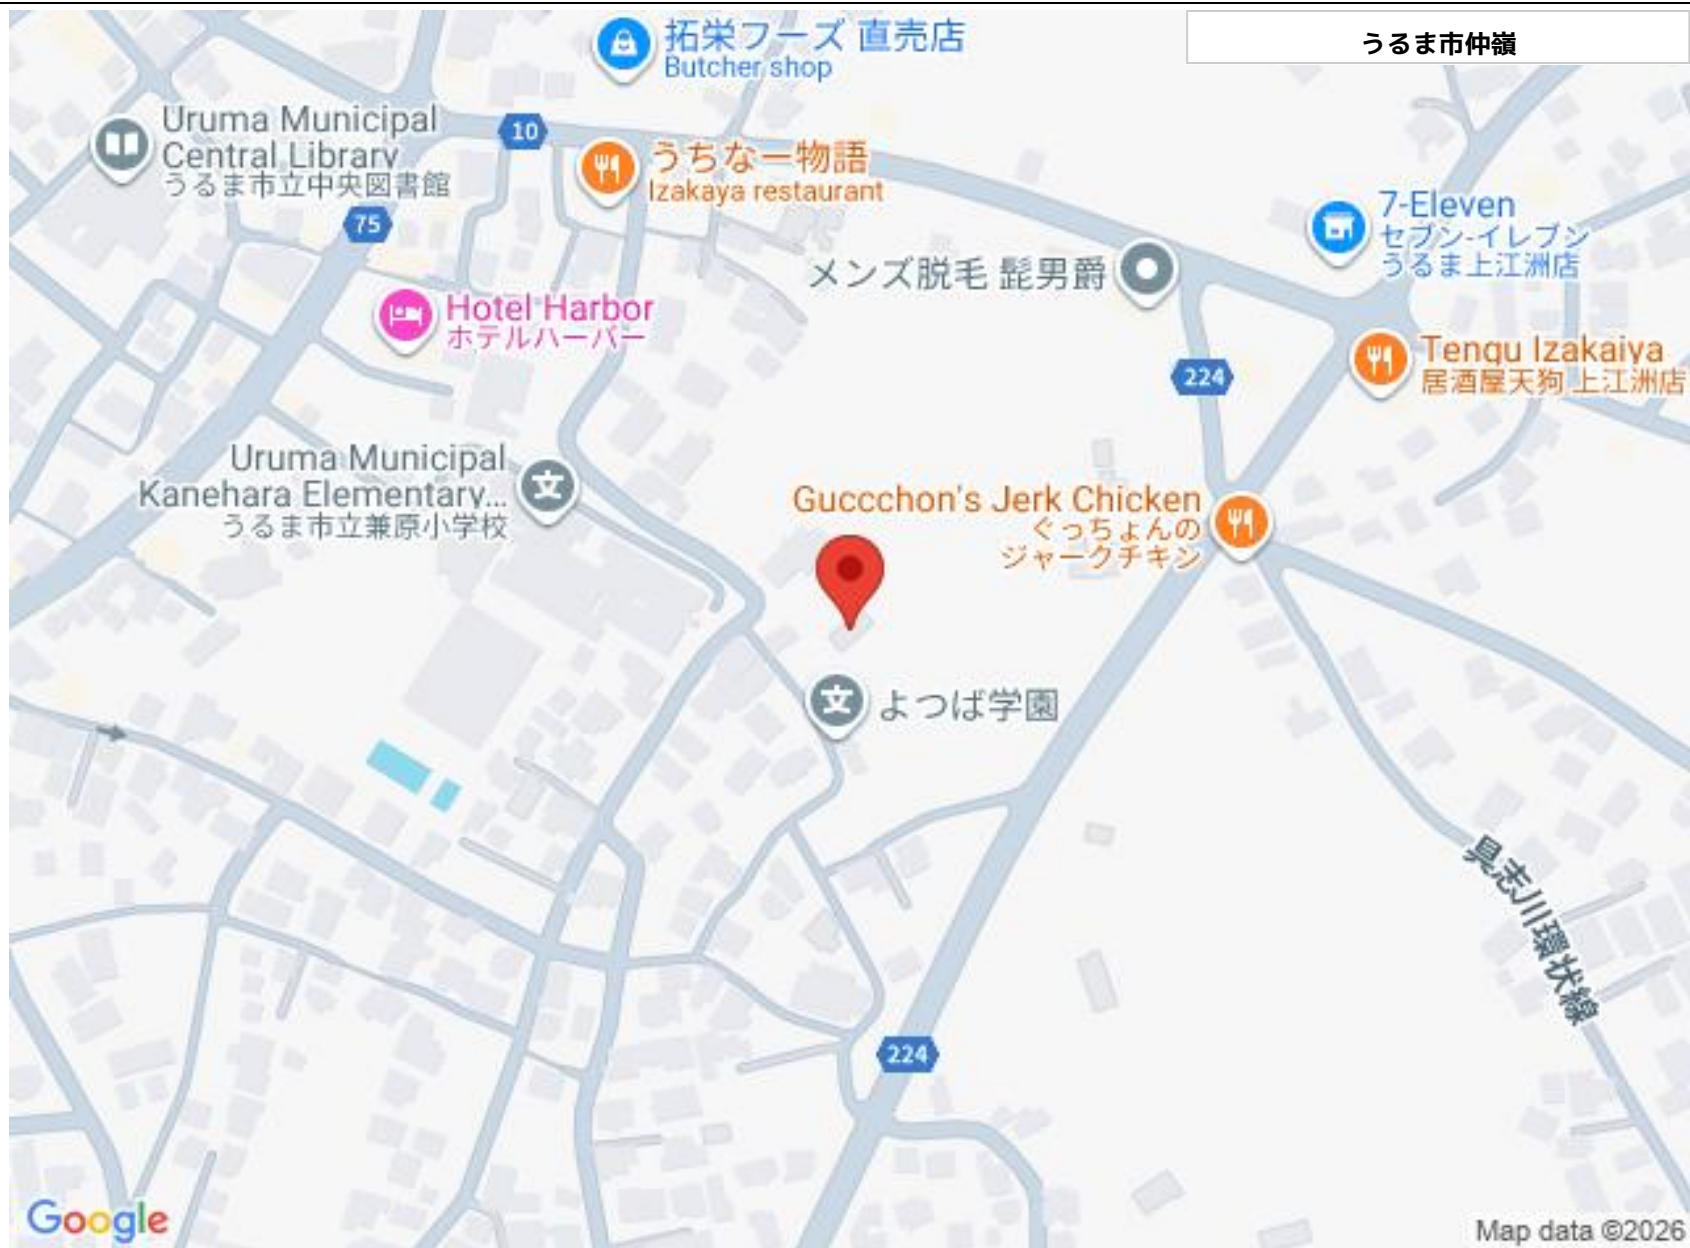 うるま市仲嶺
拓栄フーズ 直売店
Butcher shop
Uruma Municipal
Central Library
うるま市立中央図書館
10
うちなー物語
Izakaya restaurant
75
7-Eleven
セブン-イレブン
うるま上江洲店
メンズ脱毛 髭男爵
Hotel Harbor
ホテルハーバー
Tengu Izakaiya
居酒屋天狗 上江洲店
224
Uruma Municipal
Kanehara Elementary...
うるま市立兼原小学校
Guccchon's Jerk Chicken
ぐっちょんの
ジャークチキン
よつば学園
具志川環状線
224
Google
Map data ©2026